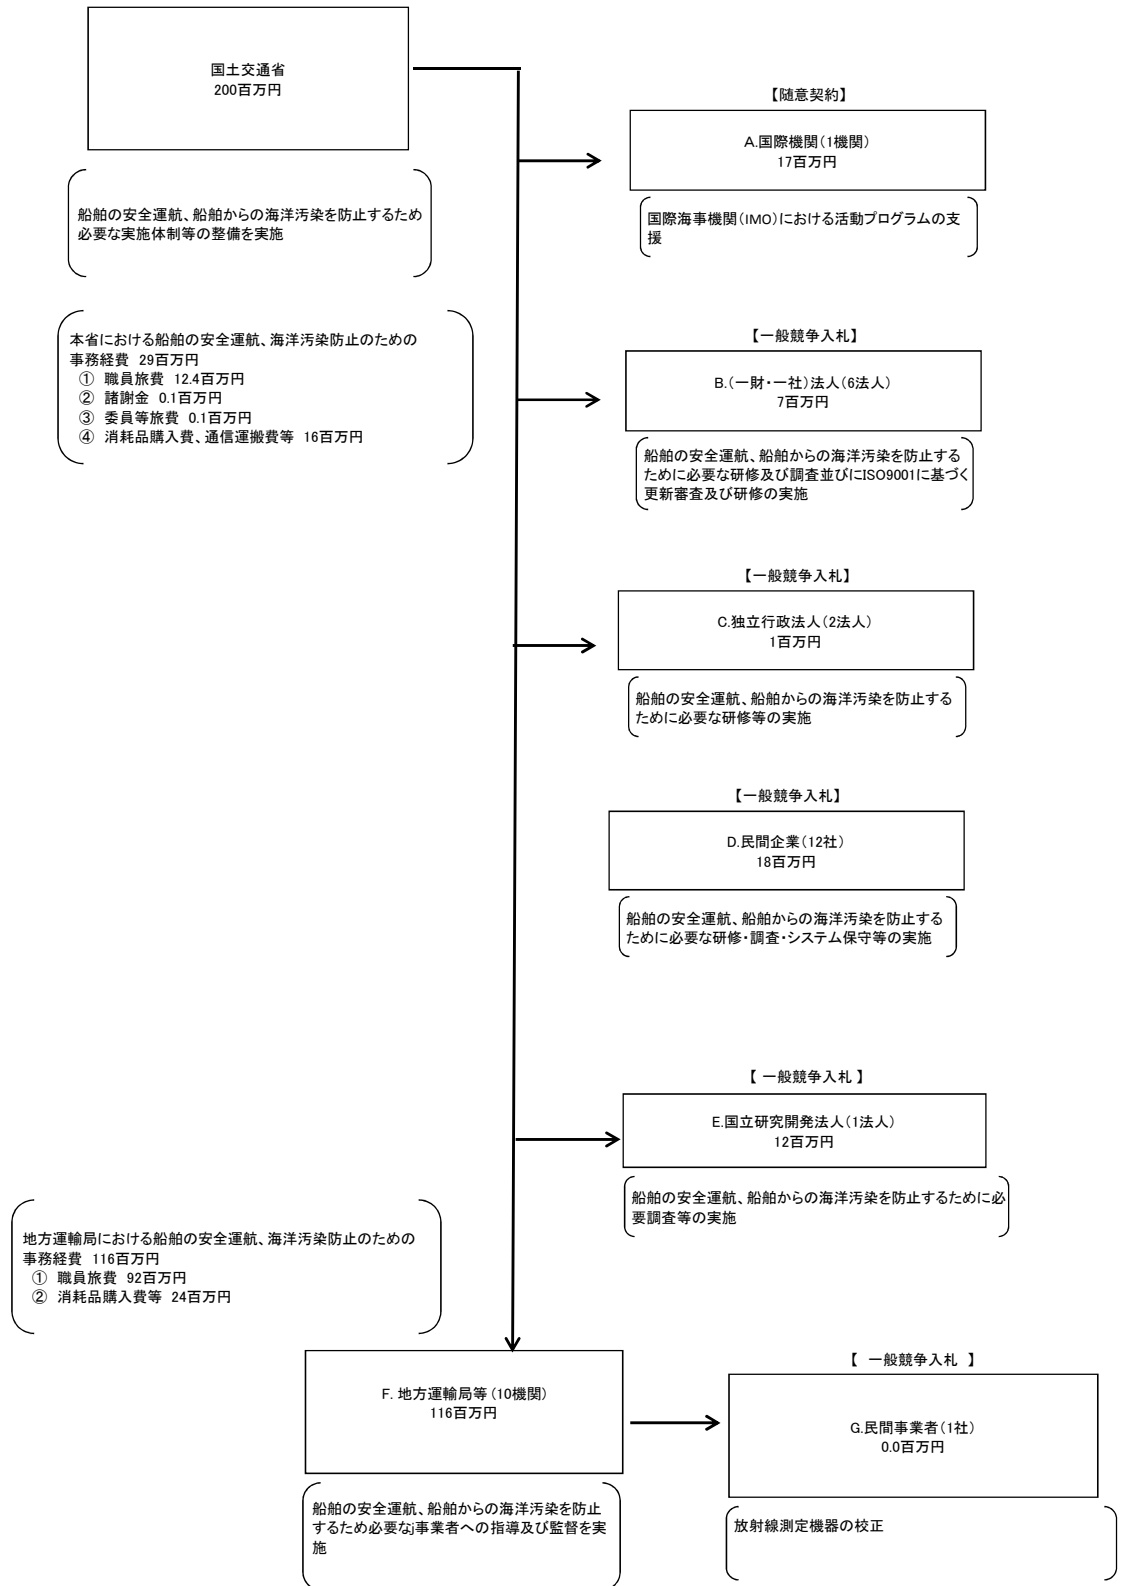 国土交通省
200百万円
船舶の安全運航、船舶からの海洋汚染を防止するため
必要な実施体制等の整備を実施
本省における船舶の安全運航、海洋汚染防止のための
事務経費 29百万円
① 職員旅費 12.4百万円
② 諸謝金 0.1百万円
③ 委員等旅費 0.1百万円
④ 消耗品購入費、通信運搬費等 16百万円
【随意契約】
A.国際機関(1機関)
17百万円
国際海事機関(IMO)における活動プログラムの支
援
【一般競争入札】
B.(一財・一社)法人(6法人)
7百万円
船舶の安全運航、船舶からの海洋汚染を防止する
ために必要な研修及び調査並びにISO9001に基づく
更新審査及び研修の実施
【一般競争入札】
C.独立行政法人(2法人)
1百万円
船舶の安全運航、船舶からの海洋汚染を防止する
ために必要な研修等の実施
【一般競争入札】
D.民間企業(12社)
18百万円
船舶の安全運航、船舶からの海洋汚染を防止する
ために必要な研修・調査・システム保守等の実施
【 一般競争入札 】
E.国立研究開発法人(1法人)
12百万円
船舶の安全運航、船舶からの海洋汚染を防止するために必
要調査等の実施
地方運輸局における船舶の安全運航、海洋汚染防止のための
事務経費 116百万円
① 職員旅費 92百万円
② 消耗品購入費等 24百万円
F. 地方運輸局等(10機関)
116百万円
船舶の安全運航、船舶からの海洋汚染を防止
するため必要なj事業者への指導及び監督を実
施
【 一般競争入札 】
G.民間事業者(1社)
0.0百万円
放射線測定機器の校正